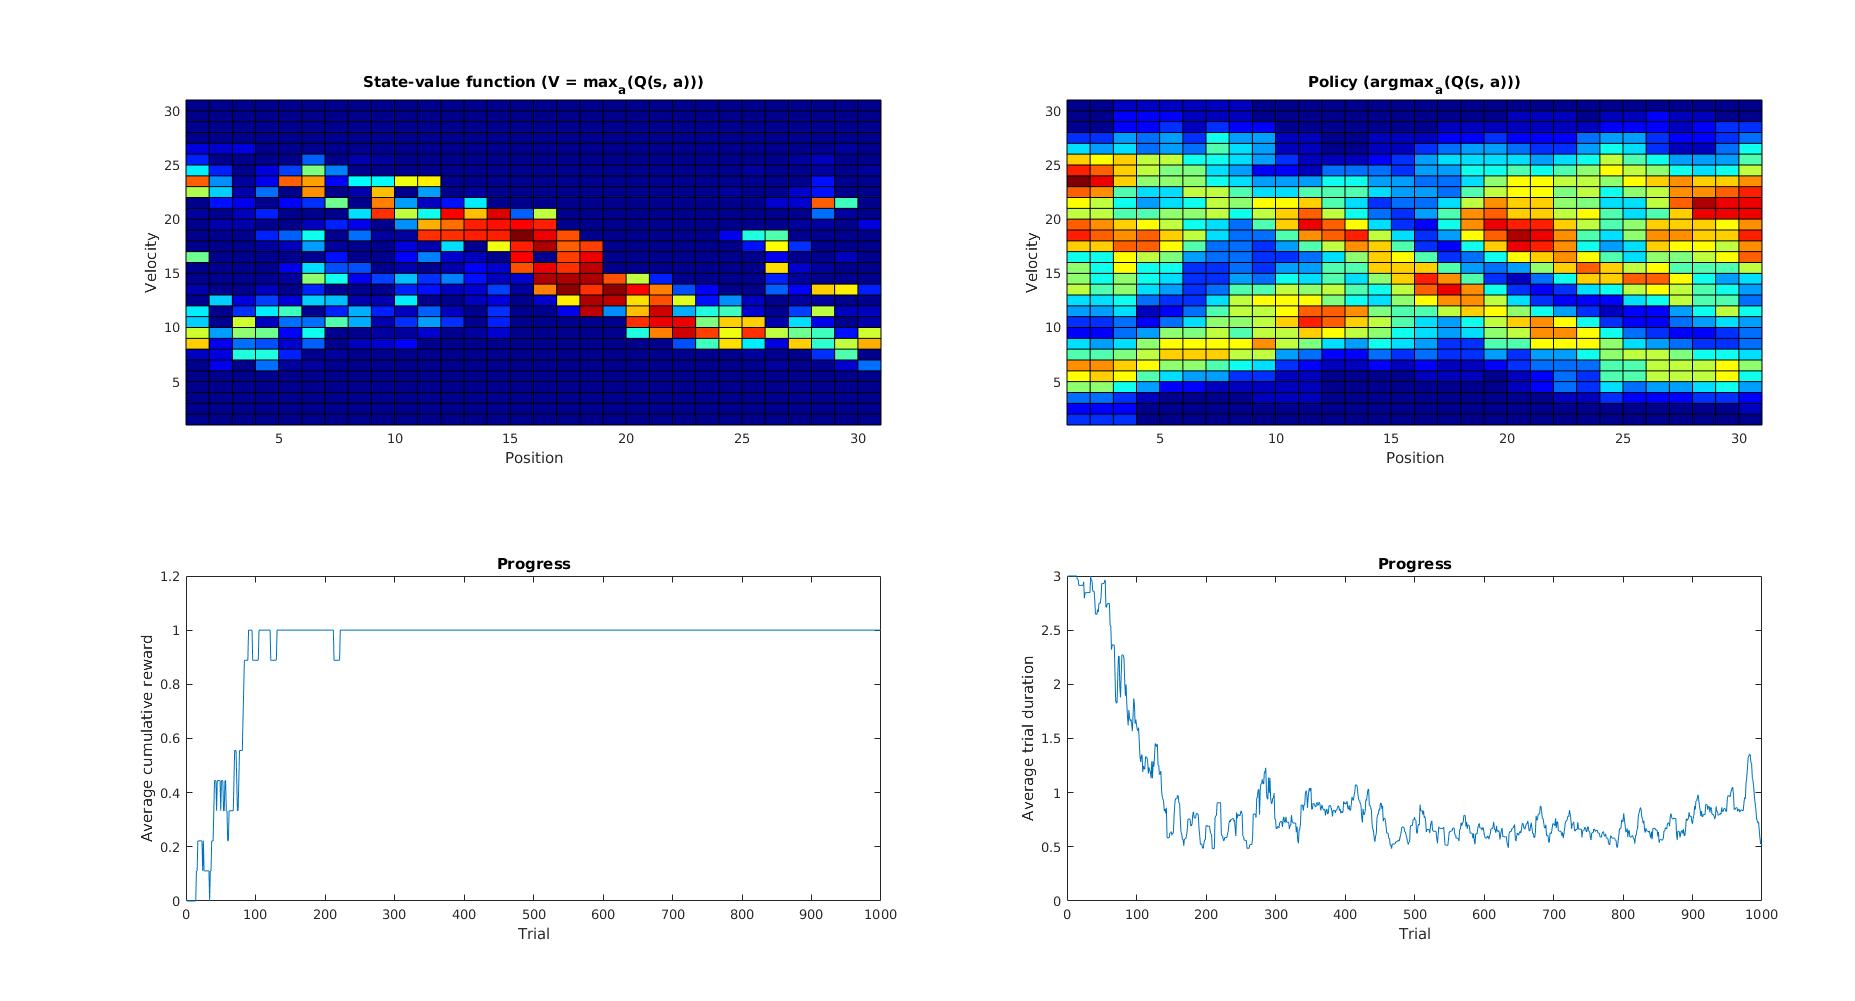 State-value function (V = maxa(Q(s, a)))
30
25
20
15
10
5
Velocity
5 10 15 20 25 30
Position
Policy (argmaxa(Q(s, a)))
30
25
20
15
10
5
Velocity
5 10 15 20 25 30
Position
Progress
1.2
1
0.8
0.6
0.4
0.2
0
Average cumulative reward
0 100 200 300 400 500 600 700 800 900 1000
Trial
Progress
3
2.5
2
1.5
1
0.5
0
Average trial duration
0 100 200 300 400 500 600 700 800 900 1000
Trial